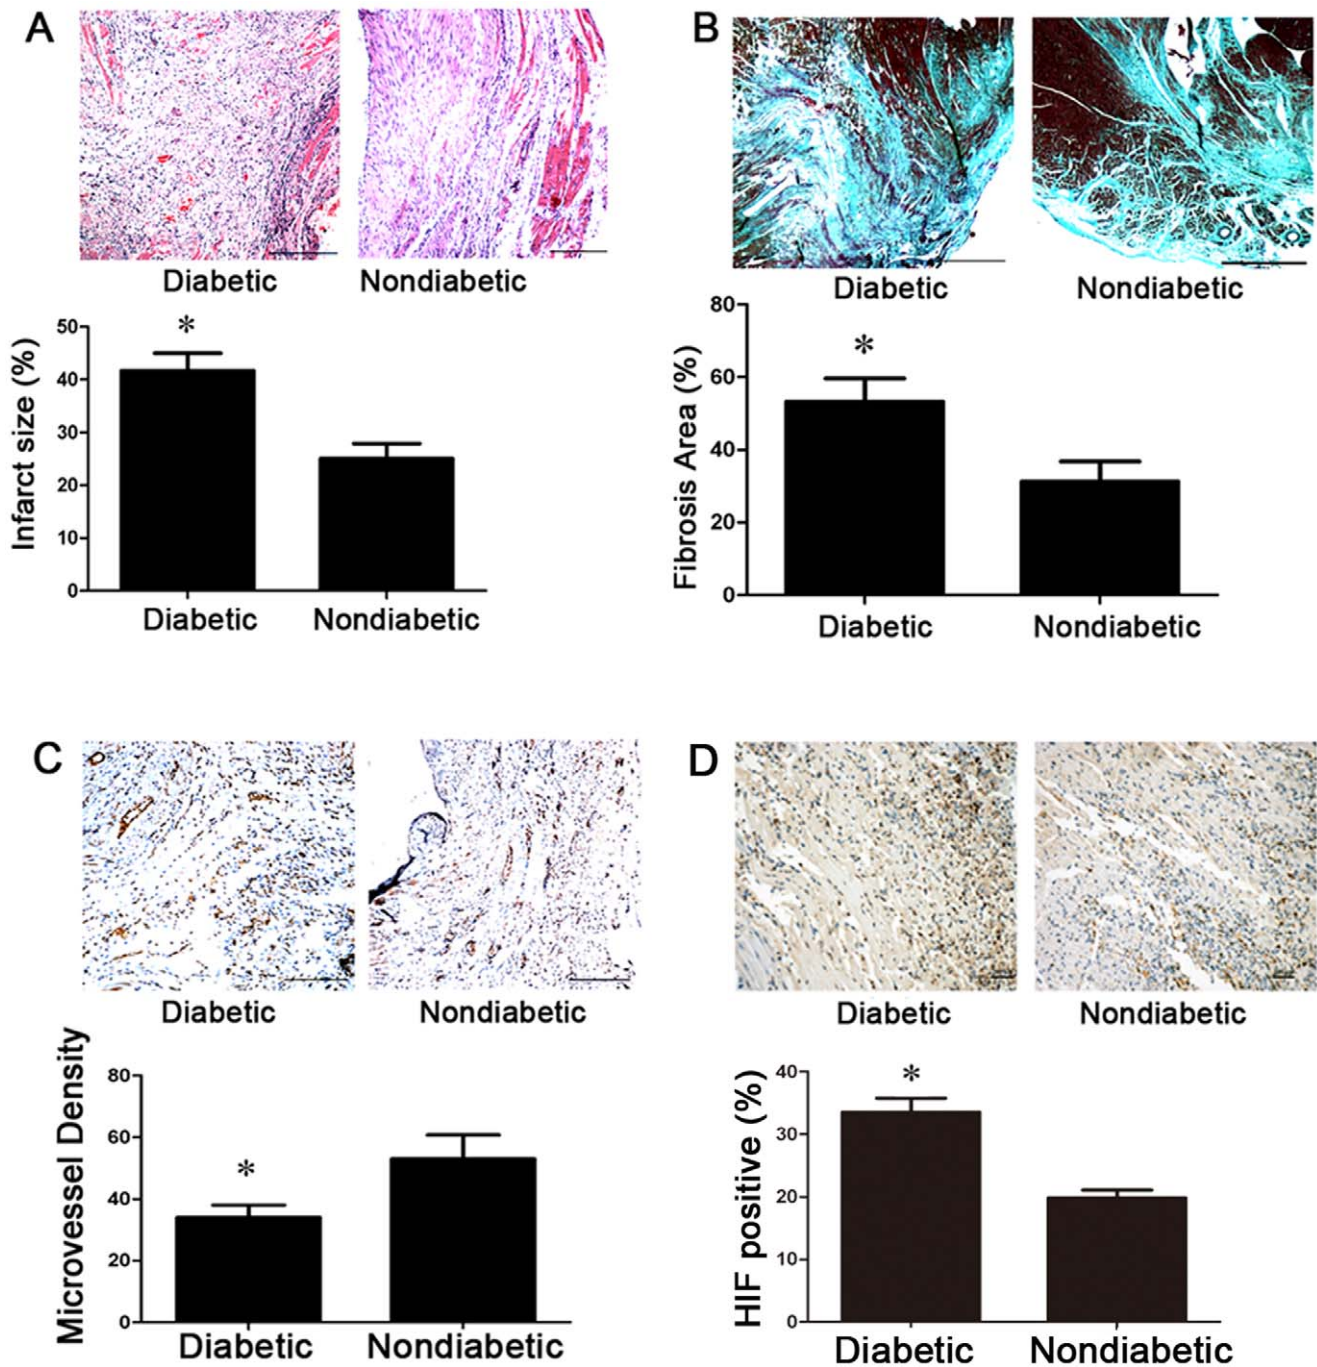 A
B
Diabetic Nondiabetic
Diabetic Nondiabetic
*
50
40
30
20
10
0
Infarct size (%)
Diabetic Nondiabetic
*
80
60
40
20
0
Fibrosis Area (%)
Diabetic Nondiabetic
C
D
Diabetic Nondiabetic
Diabetic Nondiabetic
*
80
60
40
20
0
Microvessel Density
Diabetic Nondiabetic
*
40
30
20
10
0
HIF positive (%)
Diabetic Nondiabetic